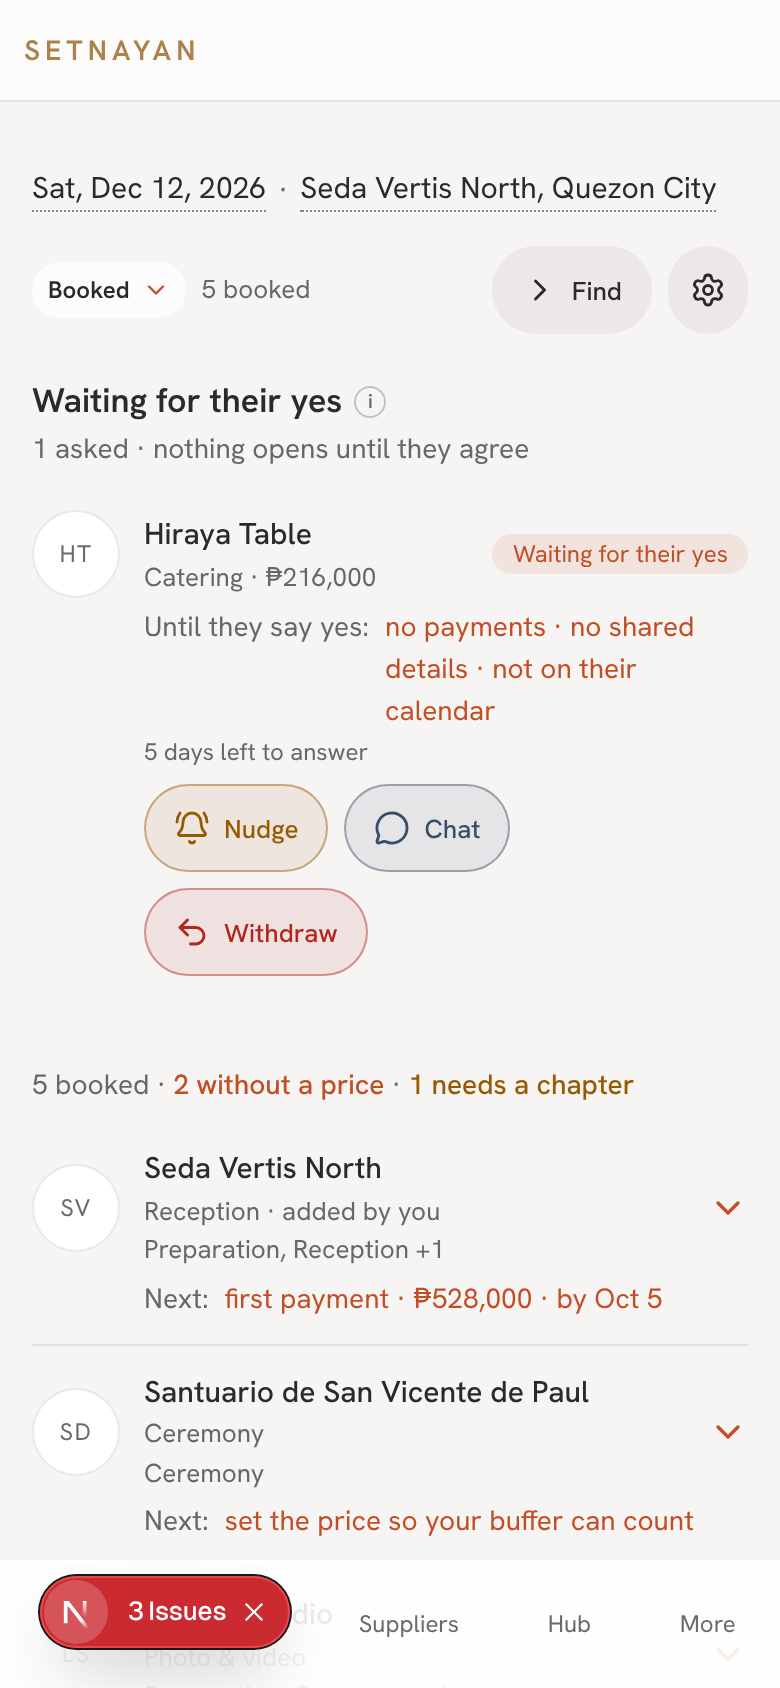 SETNAYAN
Sat, Dec 12, 2026 · Seda Vertis North, Quezon City
Booked 5 booked Find
Waiting for their yes i
1 asked · nothing opens until they agree
HT
Hiraya Table
Catering · ₱216,000
Waiting for their yes
Until they say yes: no payments · no shared
details · not on their
calendar
5 days left to answer
Nudge Chat
Withdraw
5 booked · 2 without a price · 1 needs a chapter
SV
Seda Vertis North
Reception · added by you
Preparation, Reception +1
Next: first payment · ₱528,000 · by Oct 5
SD
Santuario de San Vicente de Paul
Ceremony
Ceremony
Next: set the price so your buffer can count
N 3 Issues
dio
Suppliers Hub More
LS
Photo & video